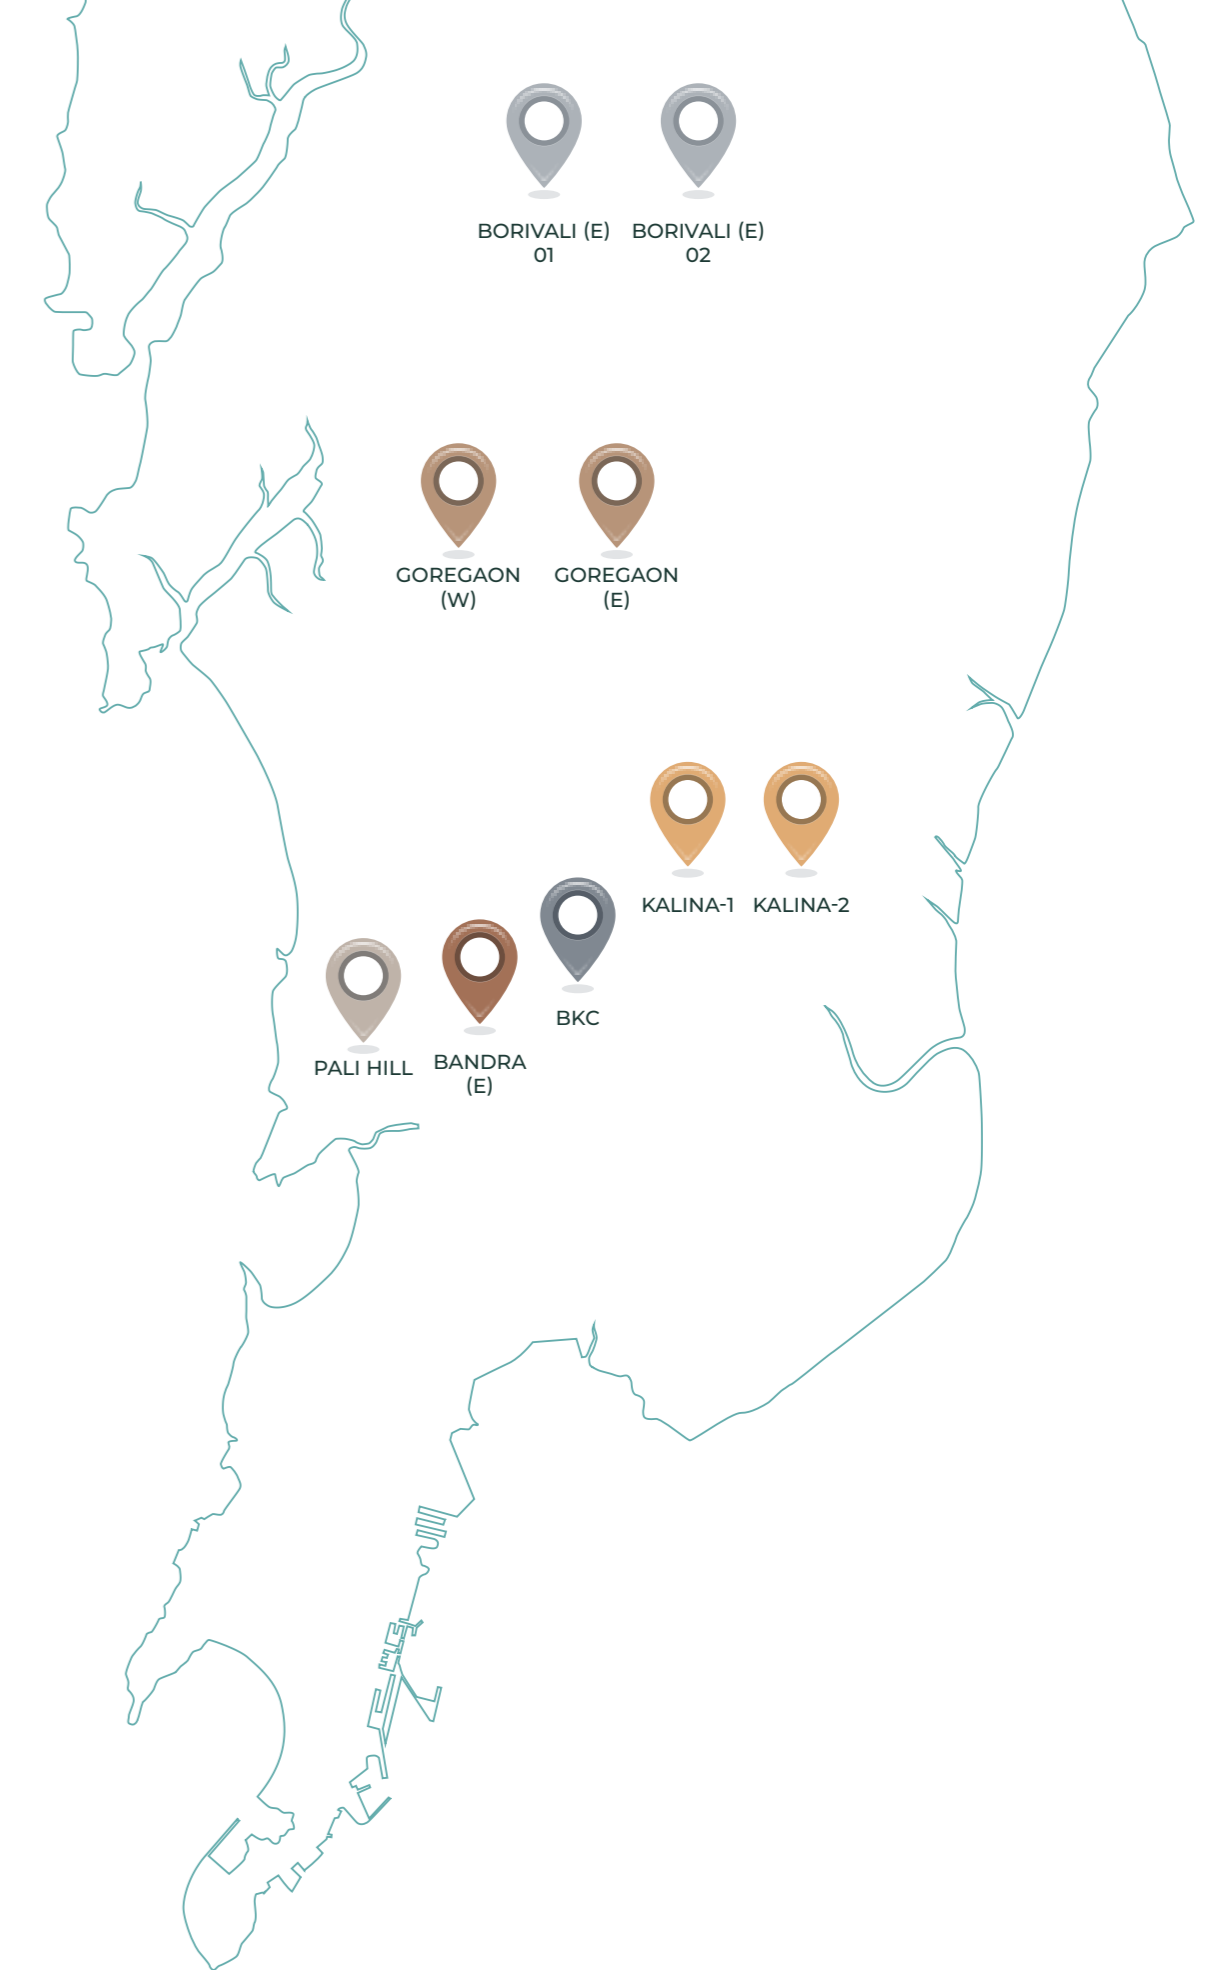 BORIVALI (E)
01
BORIVALI (E)
02
GOREGAON
(W)
GOREGAON
(E)
KALINA-1
KALINA-2
BKC
PALI HILL
BANDRA
(E)